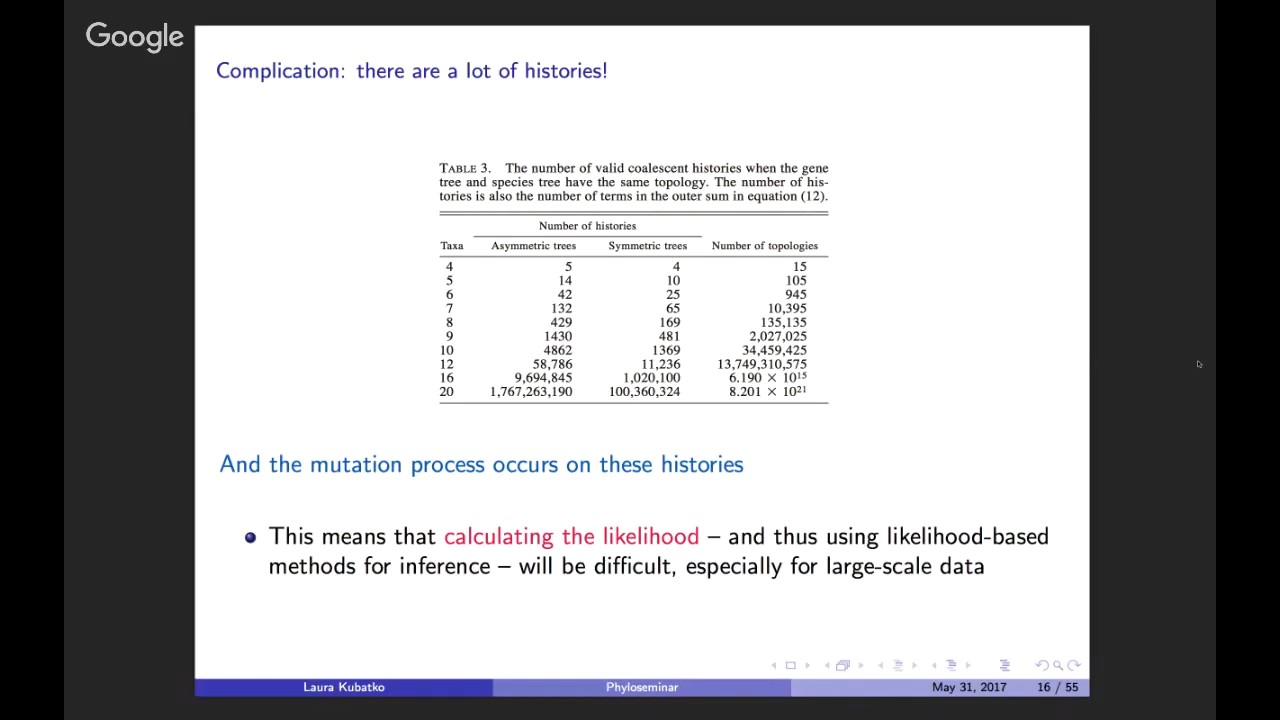 Google
Complication: there are a lot of histories!
TABLE 3. The number of valid coalescent histories when the gene
tree and species tree have the same topology. The number of his-
tories is also the number of terms in the outer sum in equation (12).
Number of histories
Taxa Asymmetric trees Symmetric trees Number of topologies
4 5 4 15
5 14 10 105
6 42 25 945
7 132 65 10,395
8 429 169 135,135
9 1430 481 2,027,025
10 4862 1369 34,459,425
12 58,786 11,236 13,749,310,575
16 9,694,845 1,020,100 6.190 × 10¹⁵
20 1,767,263,190 100,360,324 8.201 × 10²¹
And the mutation process occurs on these histories
This means that calculating the likelihood – and thus using likelihood-based
methods for inference – will be difficult, especially for large-scale data
Laura Kubatko Phyloseminar May 31, 2017 16 / 55